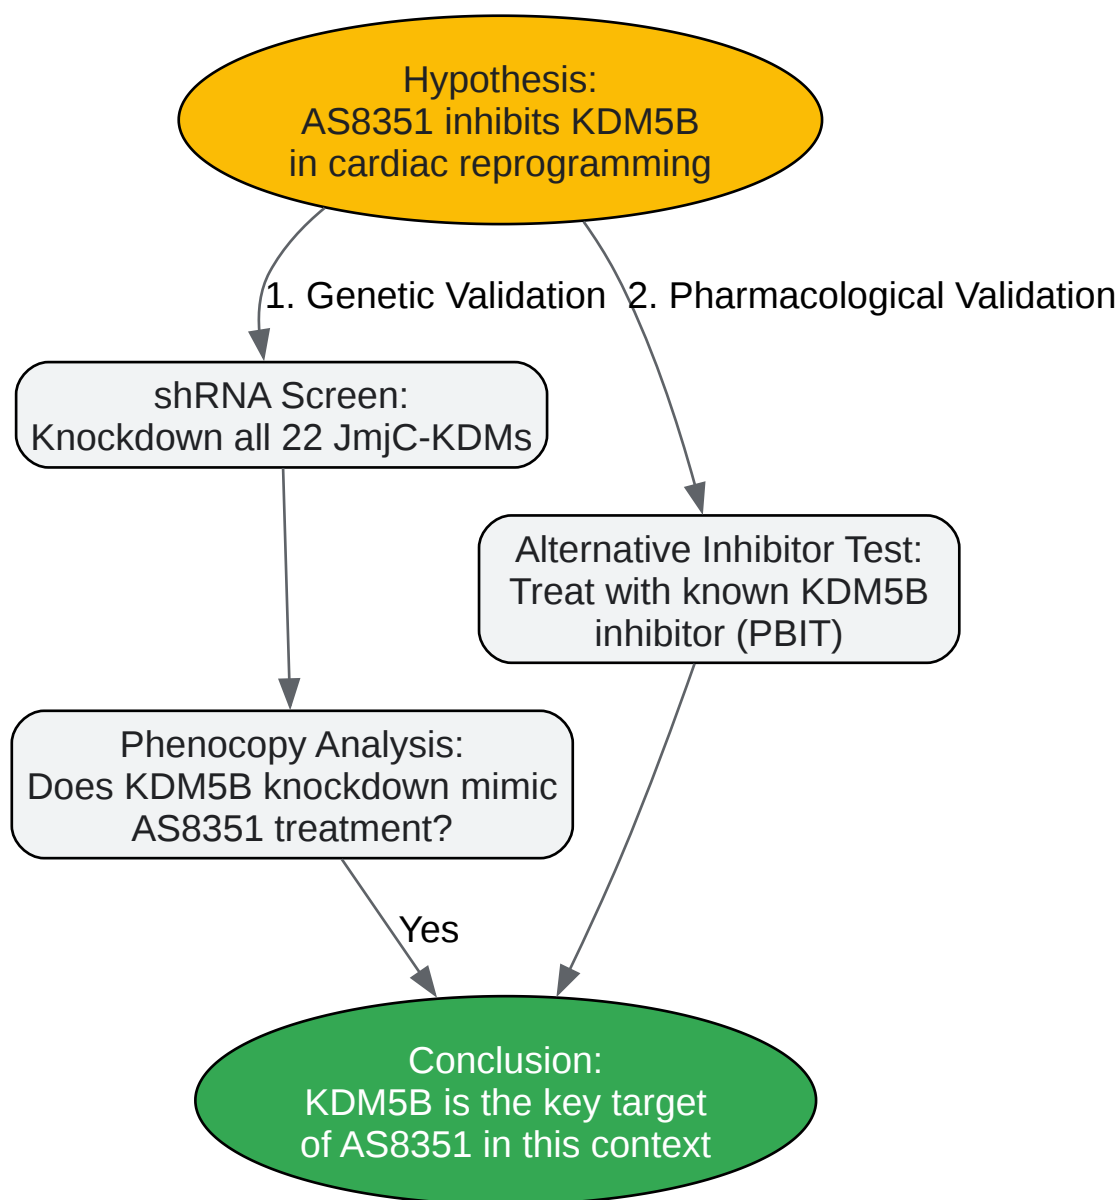 Hypothesis:
AS8351 inhibits KDM5B
in cardiac reprogramming
1. Genetic Validation
2. Pharmacological Validation
shRNA Screen:
Knockdown all 22 JmjC-KDMs
Alternative Inhibitor Test:
Treat with known KDM5B
inhibitor (PBIT)
Phenocopy Analysis:
Does KDM5B knockdown mimic
AS8351 treatment?
Yes
Conclusion:
KDM5B is the key target
of AS8351 in this context